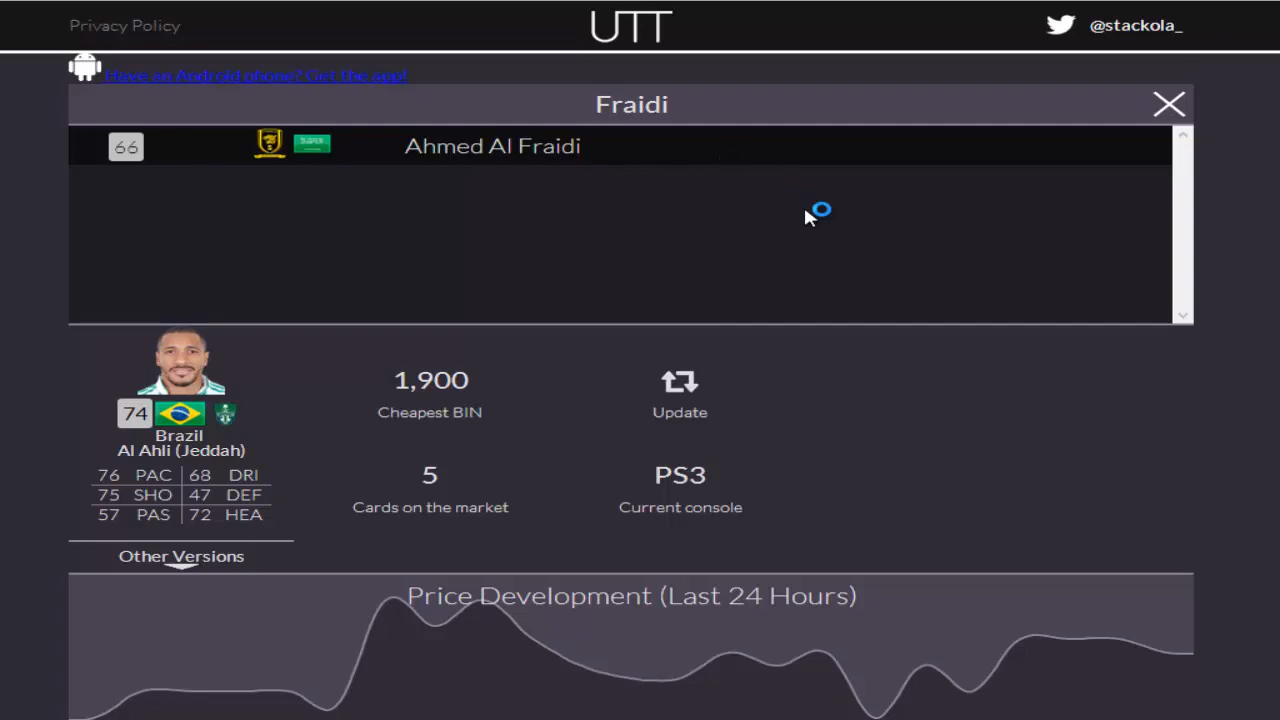 Privacy Policy
UTT
@stackola_
Have an Android phone? Get the app!
Fraidi
66
Ahmed Al Fraidi
74
Brazil
Al Ahli (Jeddah)
76 PAC 68 DRI
75 SHO 47 DEF
57 PAS 72 HEA
Other Versions
1,900
Cheapest BIN
Update
5
Cards on the market
PS3
Current console
Price Development (Last 24 Hours)